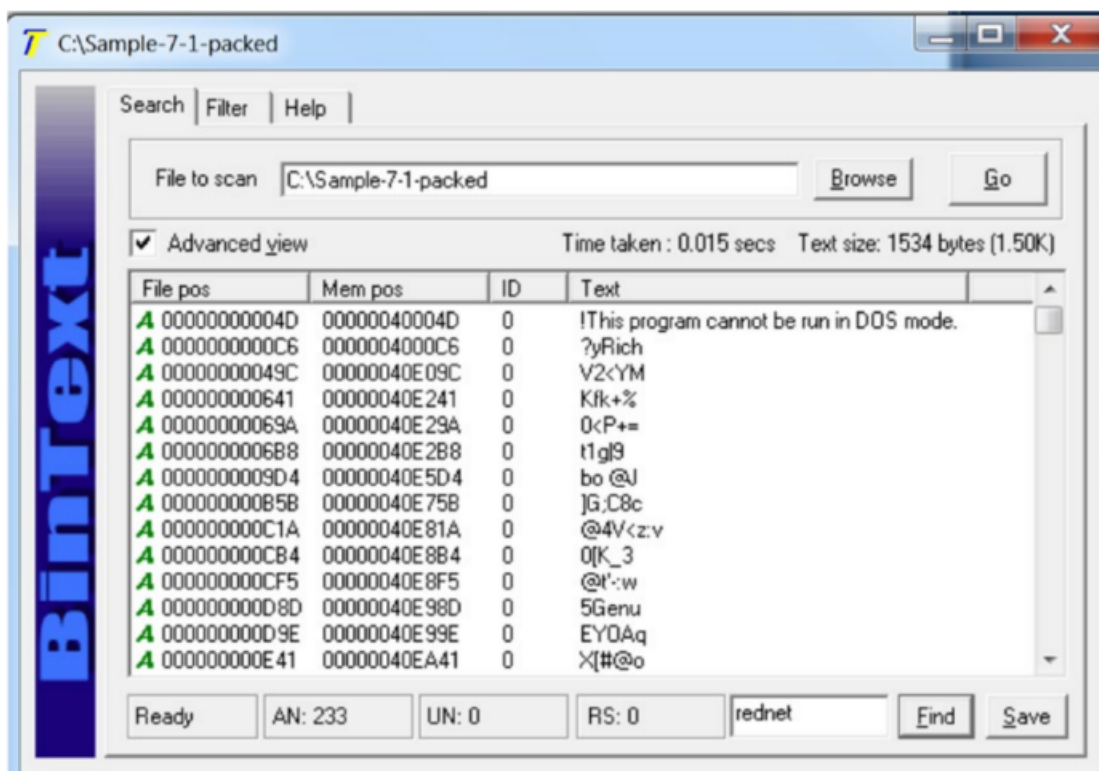 C:\Sample-7-1-packed
Search Filter Help
File to scan C:\Sample-7-1-packed Browse Go
Advanced view Time taken : 0.015 secs Text size: 1534 bytes (1.50K)
File pos Mem pos ID Text
A 00000000004D 00000040004D 0 !This program cannot be run in DOS mode.
A 0000000000C6 0000004000C6 0 ?yRich
A 00000000049C 00000040E09C 0 V2<YM
A 000000000641 00000040E241 0 Kfk+%
A 00000000069A 00000040E29A 0 0<P+=
A 0000000006B8 00000040E2B8 0 t1g|9
A 0000000009D4 00000040E5D4 0 bo @J
A 000000000B5B 00000040E75B 0 ]G;C8c
A 000000000C1A 00000040E81A 0 @4V<z:v
A 000000000CB4 00000040E8B4 0 0[K_3
A 000000000CF5 00000040E8F5 0 @t'-:w
A 000000000D8D 00000040E98D 0 5Genu
A 000000000D9E 00000040E99E 0 EY0Aq
A 000000000E41 00000040EA41 0 X[#@o
Ready AN: 233 UN: 0 RS: 0 rednet Find Save
BinText